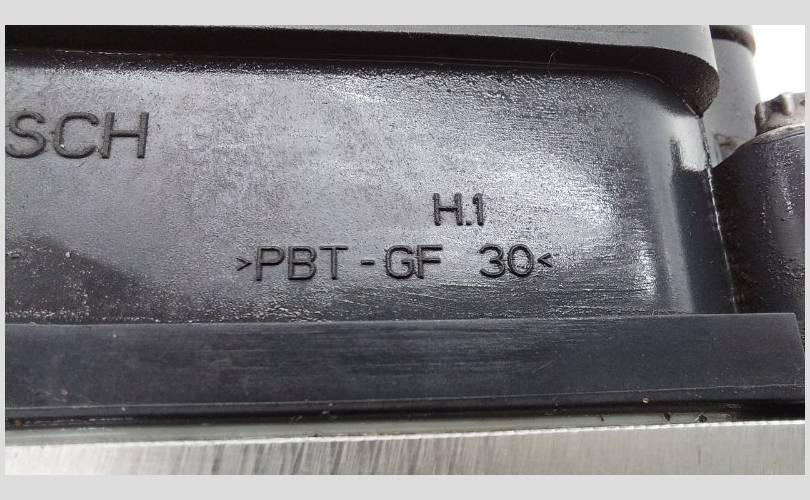 SCH
H.1
>PBT-GF 30<